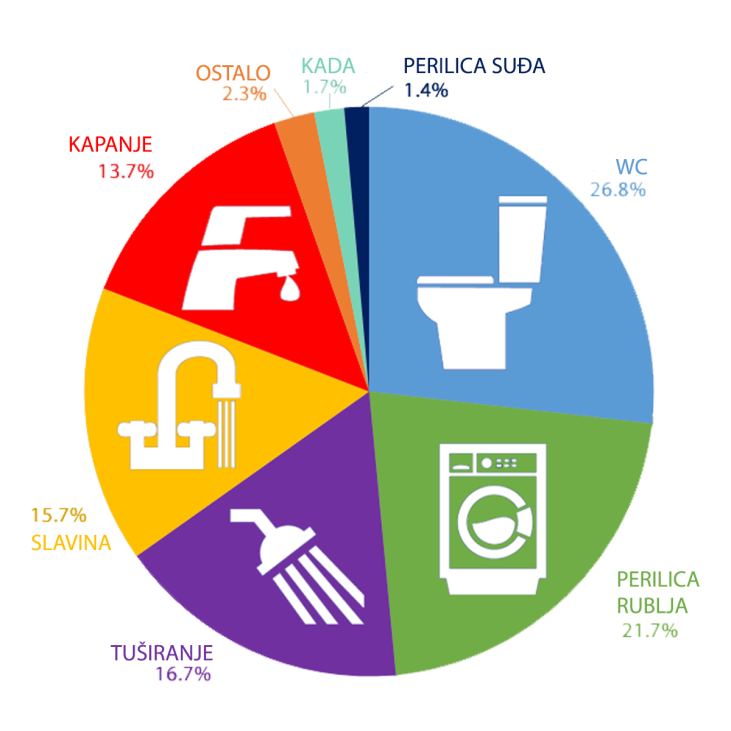 OSTALO
2.3%
KADA
1.7%
PERILICA SUĐA
1.4%
KAPANJE
13.7%
WC
26.8%
15.7%
SLAVINA
PERILICA
RUBLJA
21.7%
TUŠIRANJE
16.7%